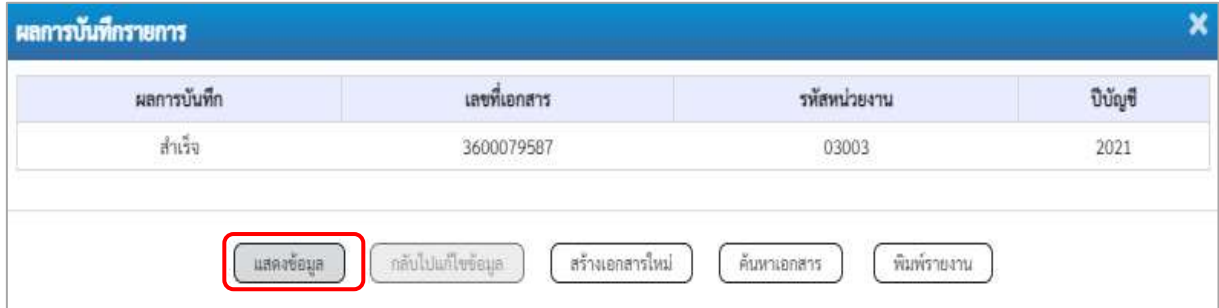 ผลการบันทึกรายการ
ผลการบันทึก เลขที่เอกสาร รหัสหน่วยงาน ปีบัญชี
สำเร็จ 3600079587 03003 2021
แสดงข้อมูล กลับไปแก้ไขข้อมูล สร้างเอกสารใหม่ ค้นหาเอกสาร พิมพ์รายงาน